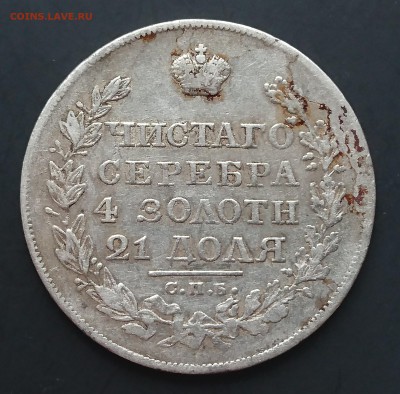 COINS.LAVE.RU
ЧИСТАГО
СЕРЕБРА
4 ЗОЛОТН
21 ДОЛЯ
С.П.Б.